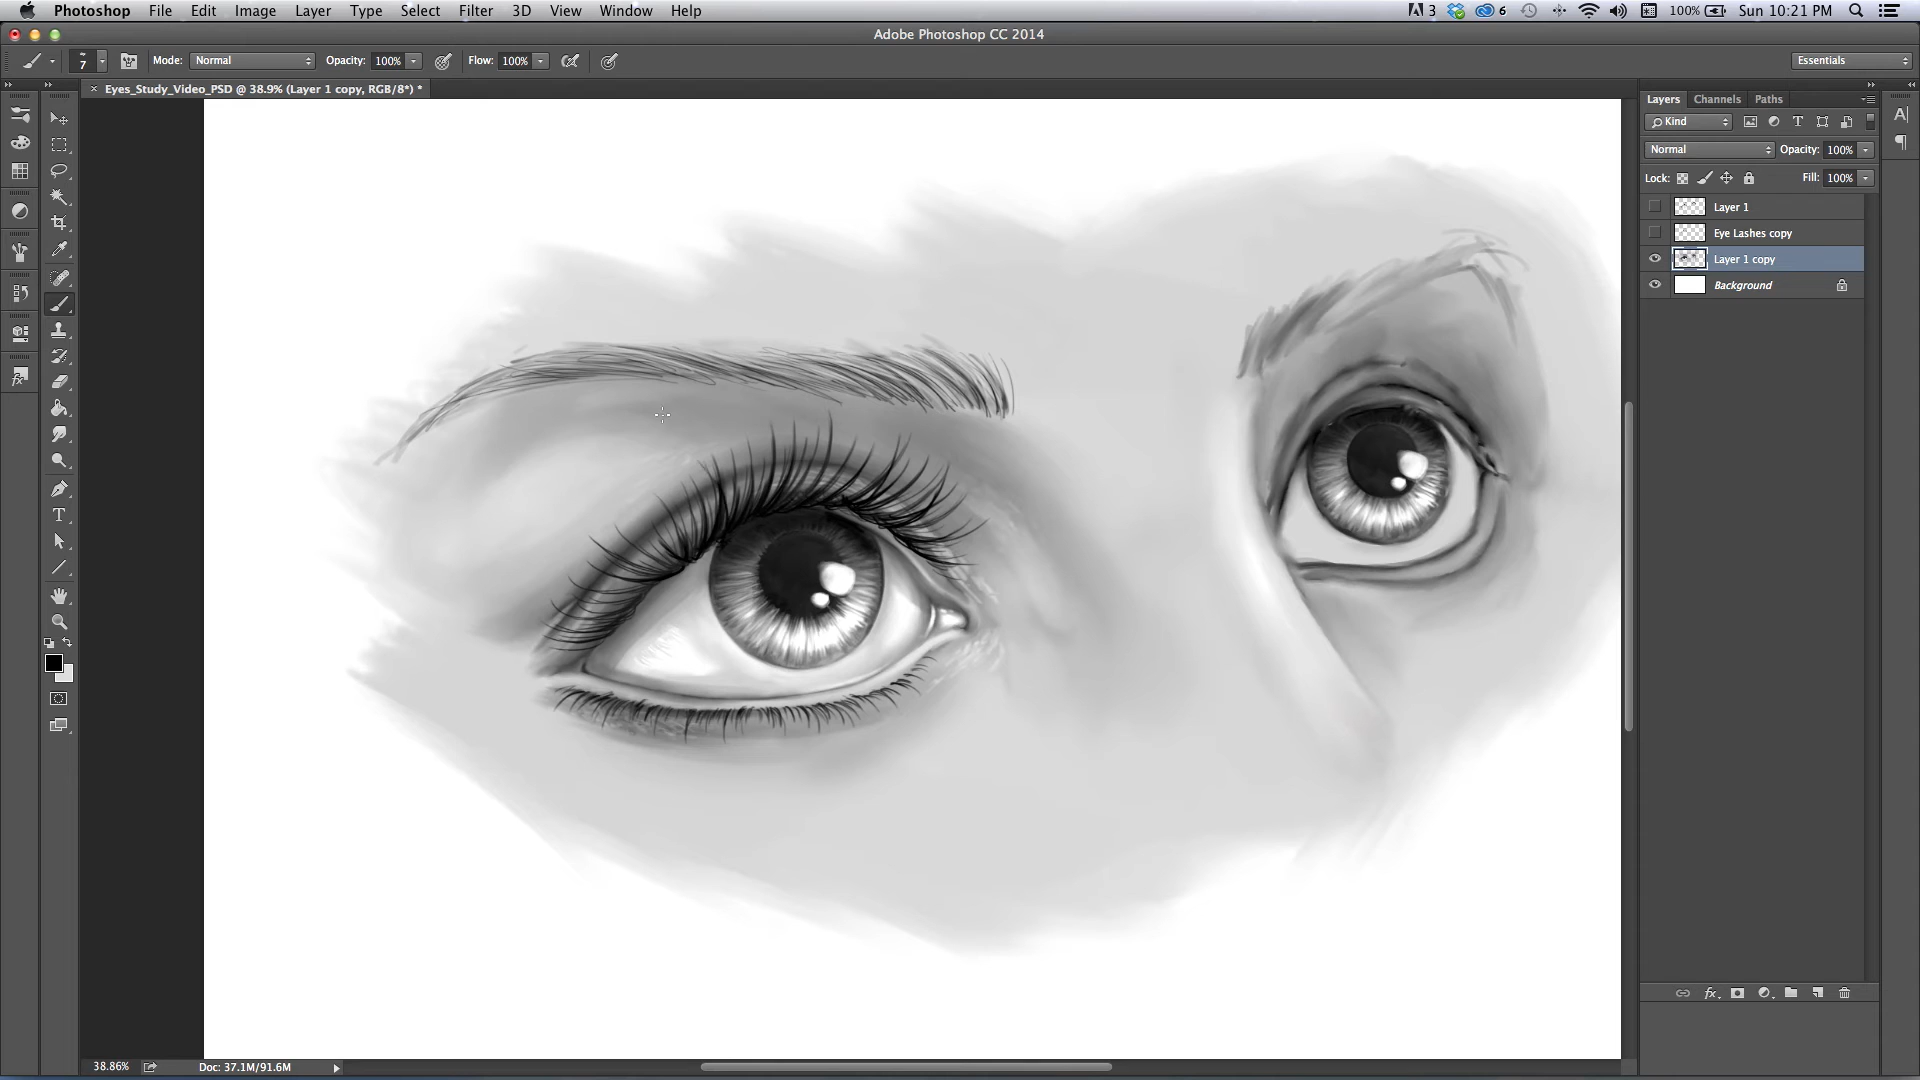 Photoshop File Edit Image Layer Type Select Filter 3D View Window Help 3 6 100% Sun 10:21 PM
Adobe Photoshop CC 2014
7 Mode: Normal Opacity: 100% Flow: 100% Essentials
× Eyes_Study_Video_PSD @ 38.9% (Layer 1 copy, RGB/8*) *
Layers Channels Paths
Kind
Normal Opacity: 100%
Lock: Fill: 100%
Layer 1
Eye Lashes copy
Layer 1 copy
Background
fx
38.86% Doc: 37.1M/91.6M